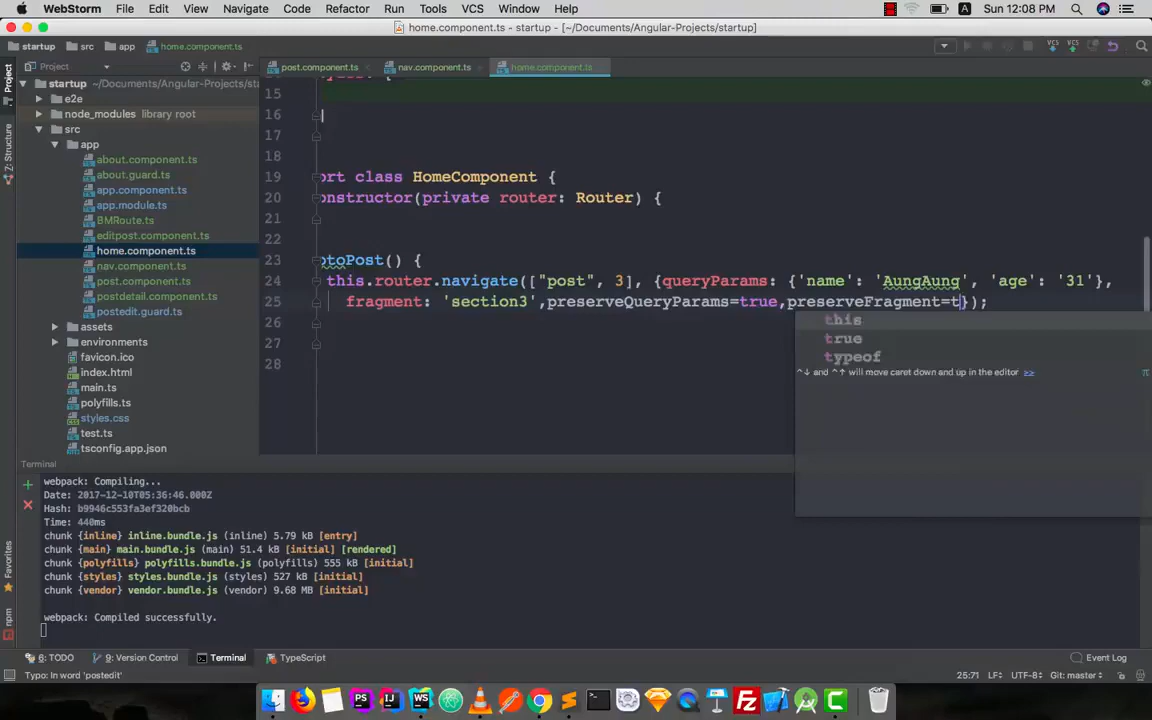 WebStorm File Edit View Navigate Code Refactor Run Tools VCS Window Help Sun 12:08 PM
home.component.ts - startup - [~/Documents/Angular-Projects/startup]
startup src app home.component.ts
Project
post.component.ts nav.component.ts home.component.ts
startup ~/Documents/Angular-Projects/sta
e2e
node_modules library root
src
app
about.component.ts
about.guard.ts
app.component.ts
app.module.ts
BMRoute.ts
editpost.component.ts
home.component.ts
nav.component.ts
post.component.ts
postdetail.component.ts
postedit.guard.ts
assets
environments
favicon.ico
index.html
main.ts
polyfills.ts
styles.css
test.ts
tsconfig.app.json
1: Project
7: Structure
Favorites
npm
15
16
17
18
19 ort class HomeComponent {
20 onstructor(private router: Router) {
21
22
23 otoPost() {
24 this.router.navigate(["post", 3], {queryParams: {'name': 'AungAung', 'age': '31'},
25 fragment: 'section3',preserveQueryParams=true,preserveFragment=t});
26
27
28
this
true
typeof
^↓ and ^↑ will move caret down and up in the editor >>
π
Terminal
webpack: Compiling...
Date: 2017-12-10T05:36:46.000Z
Hash: b9946c553fa3ef320bcb
Time: 440ms
chunk {inline} inline.bundle.js (inline) 5.79 kB [entry]
chunk {main} main.bundle.js (main) 51.4 kB [initial] [rendered]
chunk {polyfills} polyfills.bundle.js (polyfills) 555 kB [initial]
chunk {styles} styles.bundle.js (styles) 527 kB [initial]
chunk {vendor} vendor.bundle.js (vendor) 9.68 MB [initial]
webpack: Compiled successfully.
6: TODO 9: Version Control Terminal TypeScript Event Log
Typo: In word 'postedit' 25:71 LF÷ UTF-8÷ Git: master÷